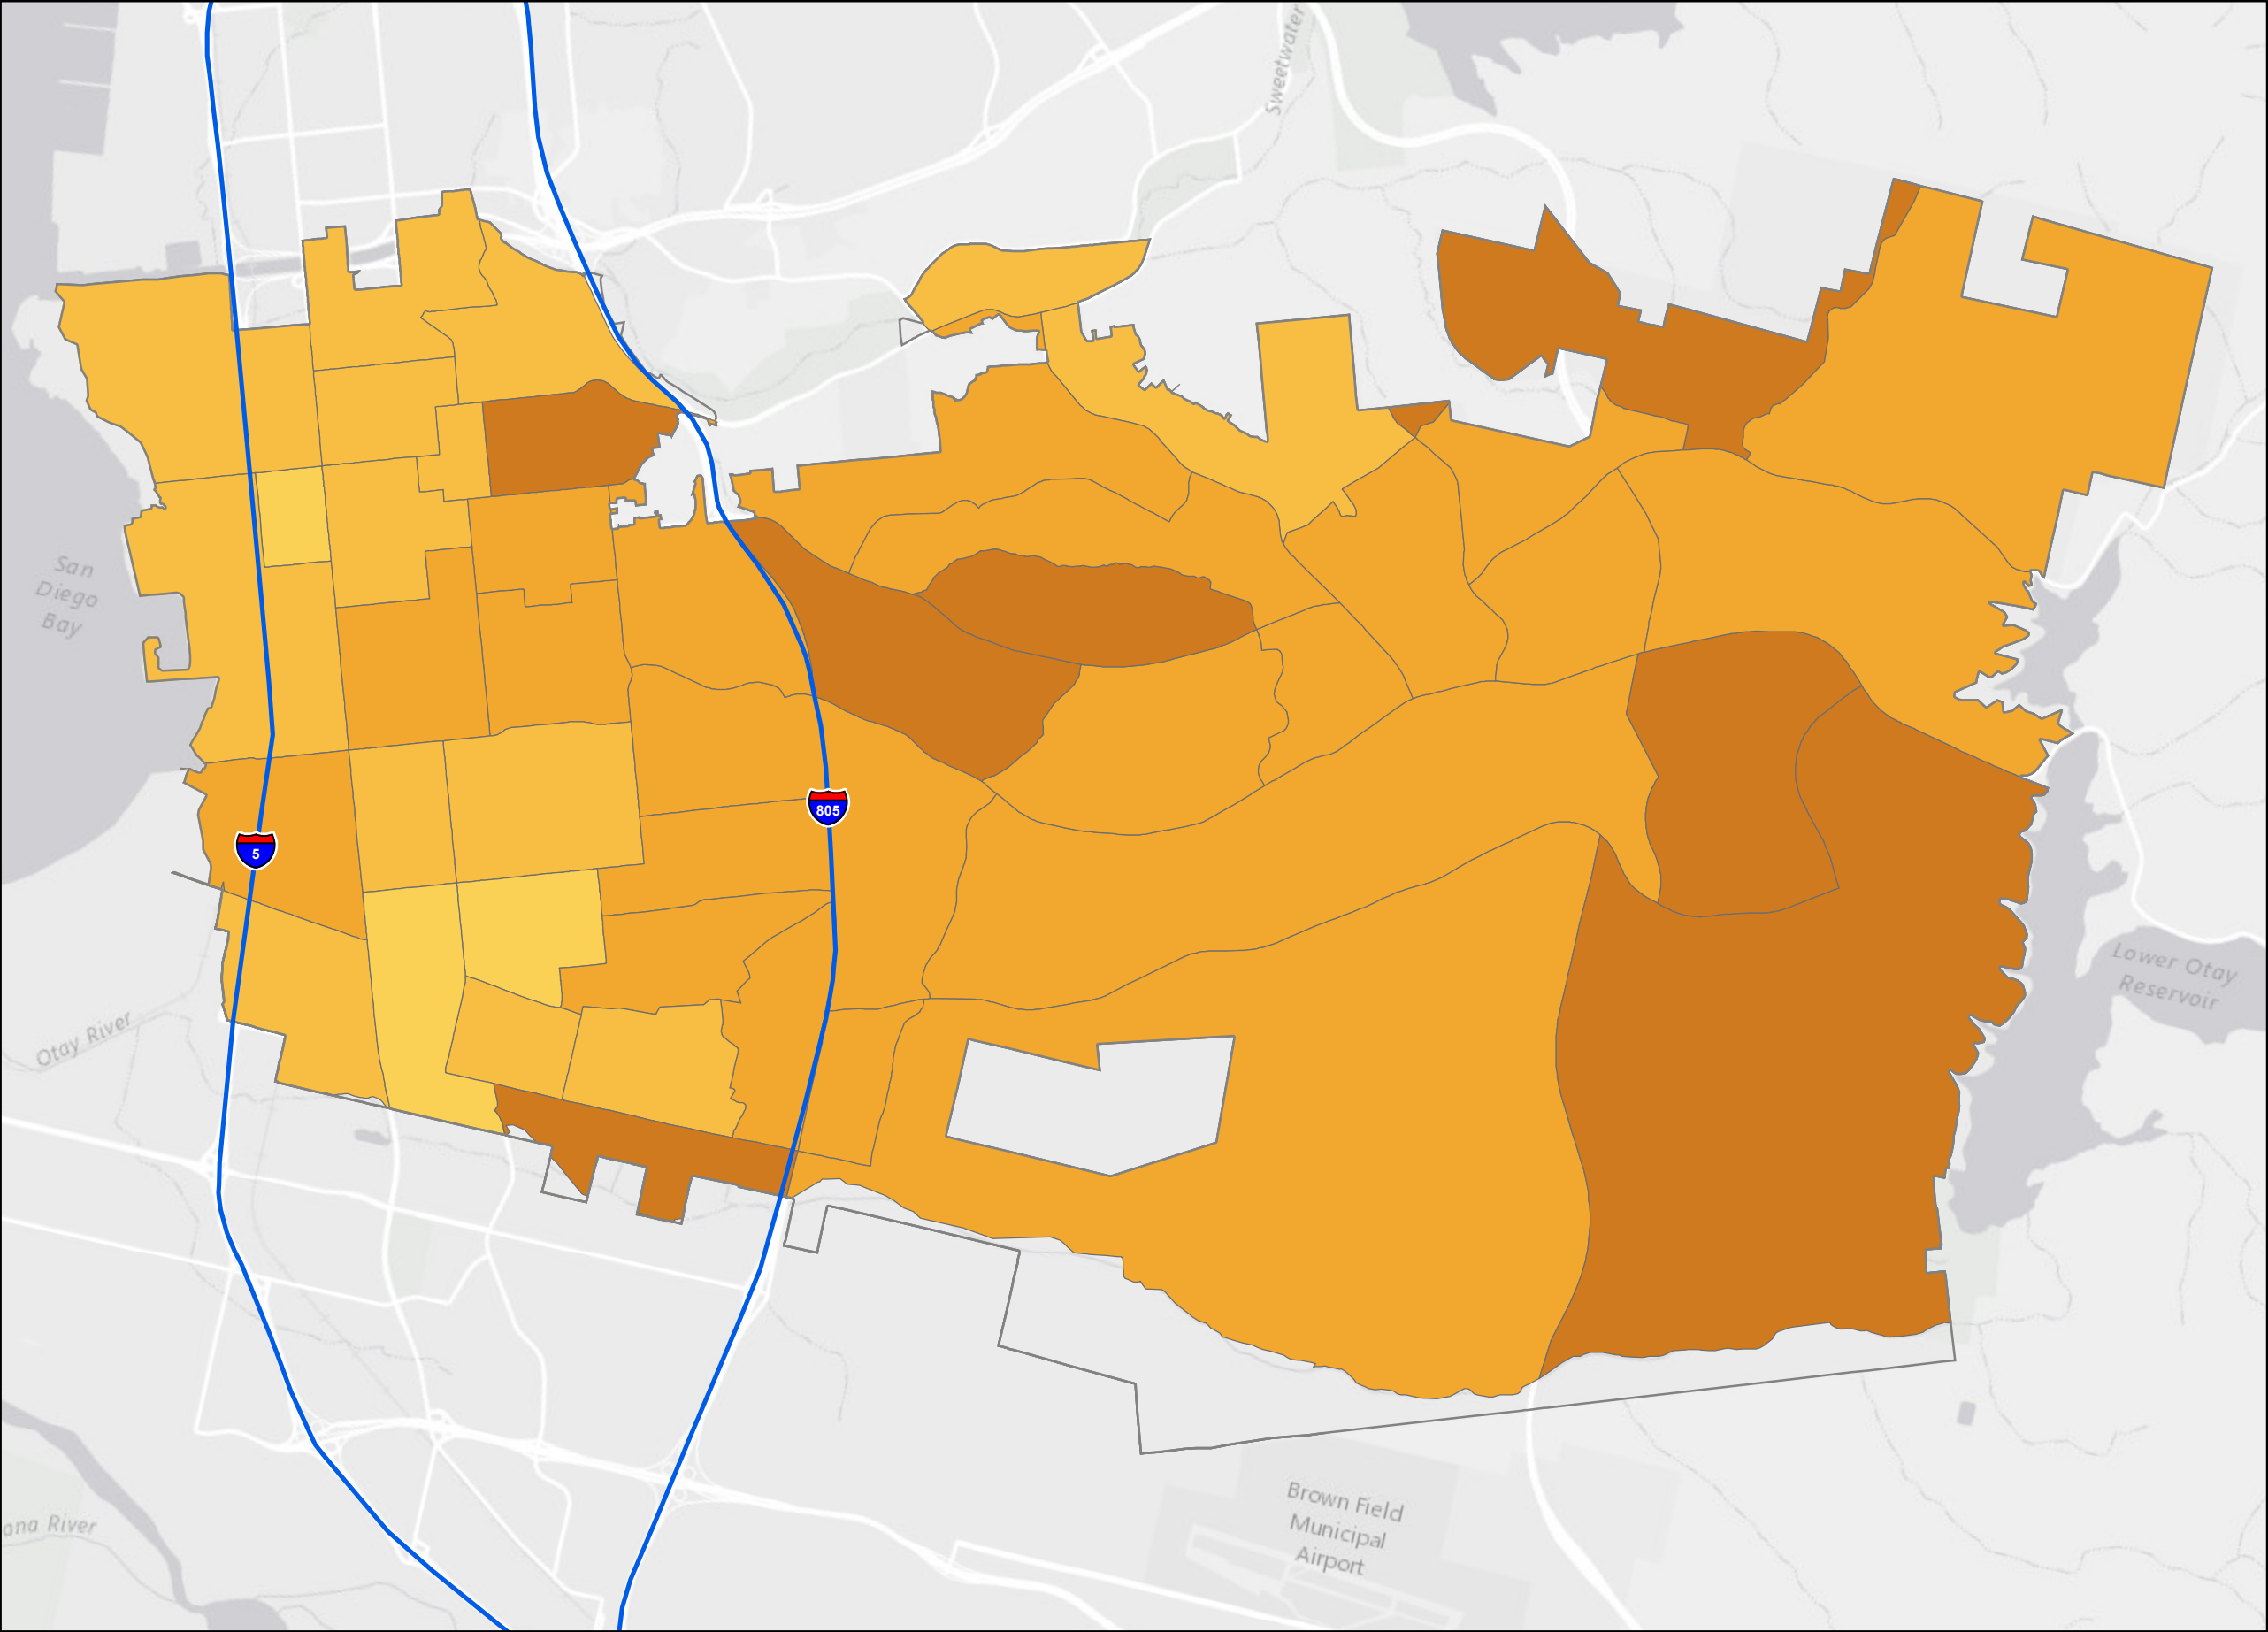 Sweetwater
San
Diego
Bay
805
5
Lower Otay
Reservoir
Otay River
Brown Field
Municipal
Airport
ana River